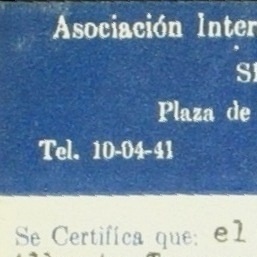 Asociación Inter
Plaza de
Tel. 10-04-41
Se Certifica que: el